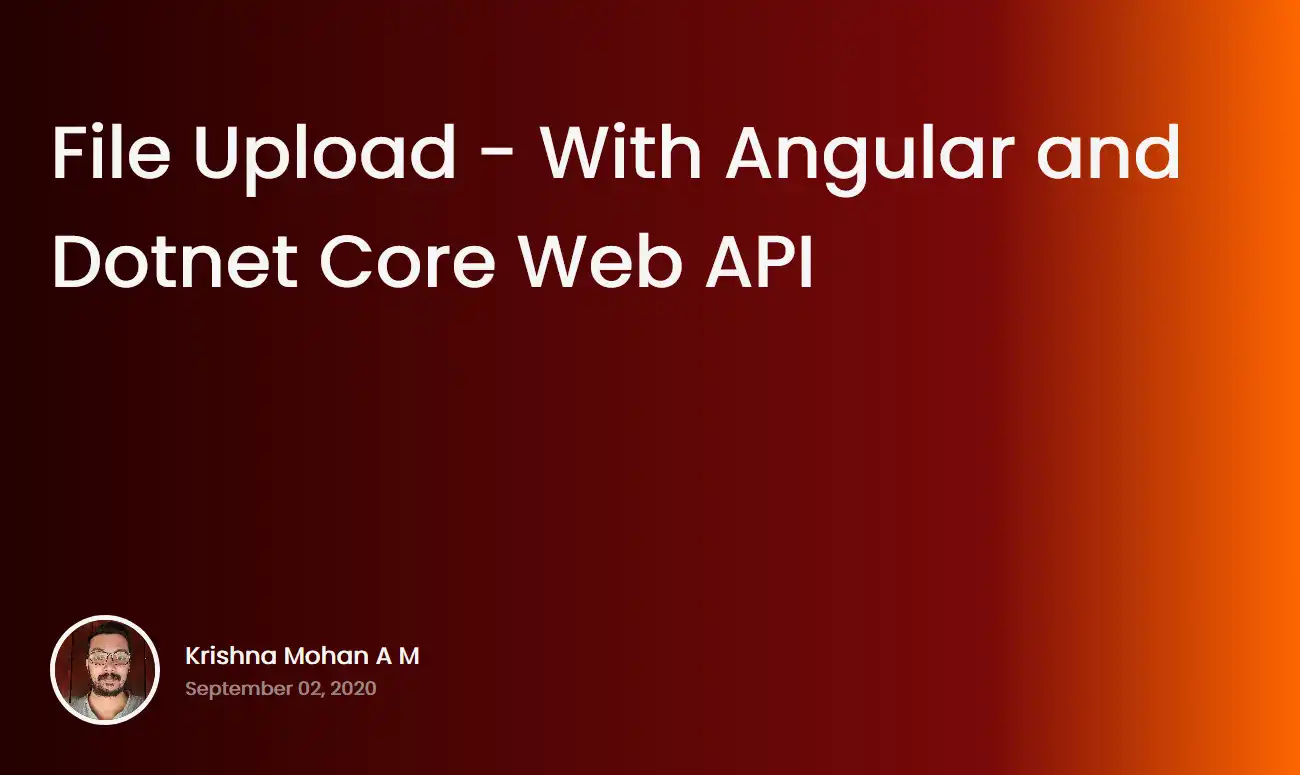 File Upload - With Angular and
Dotnet Core Web API
Krishna Mohan A M
September 02, 2020